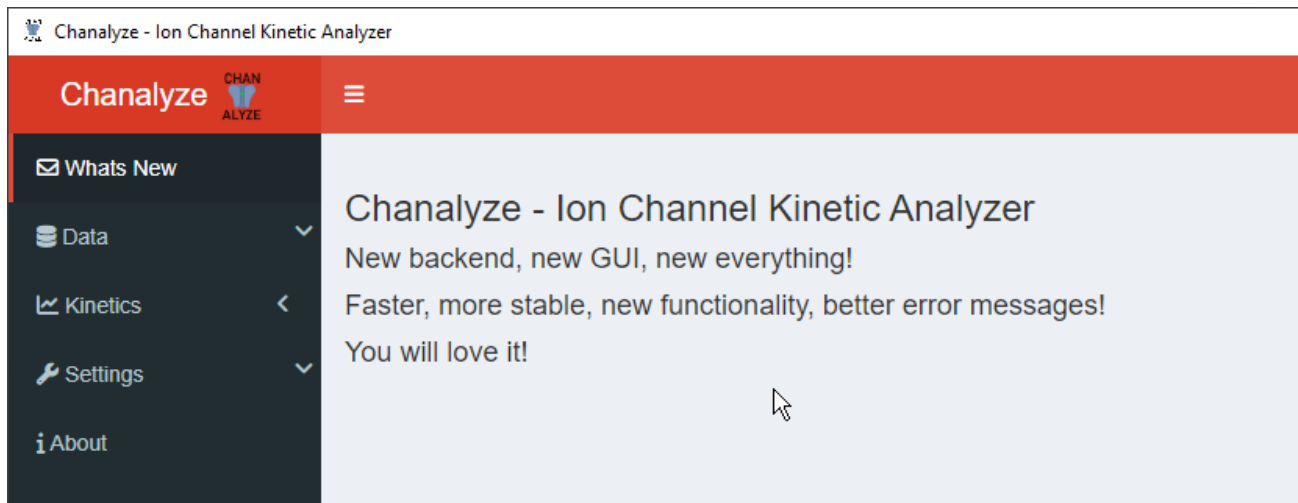 Chanalyze - Ion Channel Kinetic Analyzer
Chanalyze
CHAN
ALYZE
Whats New
Data
Kinetics
Settings
About
Chanalyze - Ion Channel Kinetic Analyzer
New backend, new GUI, new everything!
Faster, more stable, new functionality, better error messages!
You will love it!